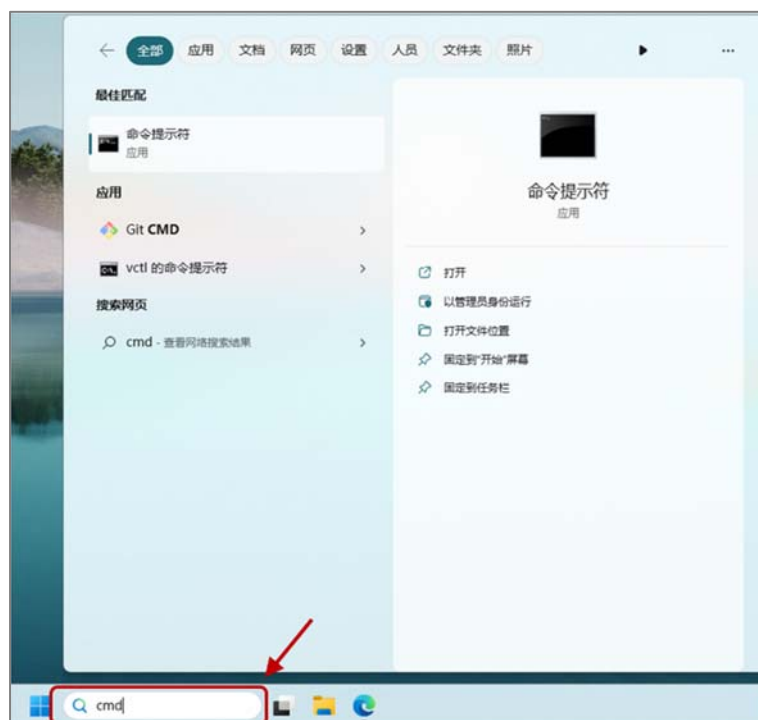 全部 应用 文档 网页 设置 人员 文件夹 照片 ...
最佳匹配
命令提示符
应用
应用
Git CMD
vctl 的命令提示符
搜索网页
cmd - 查看网络搜索结果
命令提示符
应用
打开
以管理员身份运行
打开文件位置
固定到"开始"屏幕
固定到任务栏
cmd